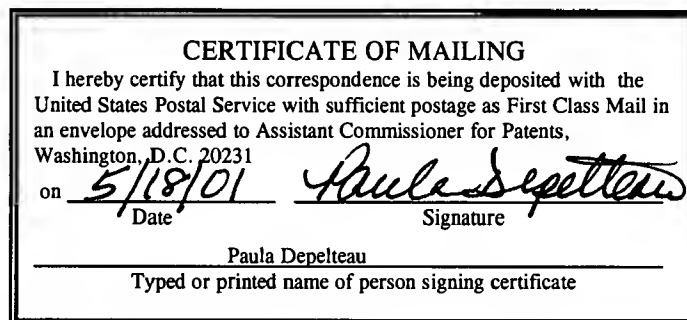 CERTIFICATE OF MAILING
I hereby certify that this correspondence is being deposited with the
United States Postal Service with sufficient postage as First Class Mail in
an envelope addressed to Assistant Commissioner for Patents,
Washington, D.C. 20231
on 5/18/01 Paula Depelteau
Date Signature
Paula Depelteau
Typed or printed name of person signing certificate